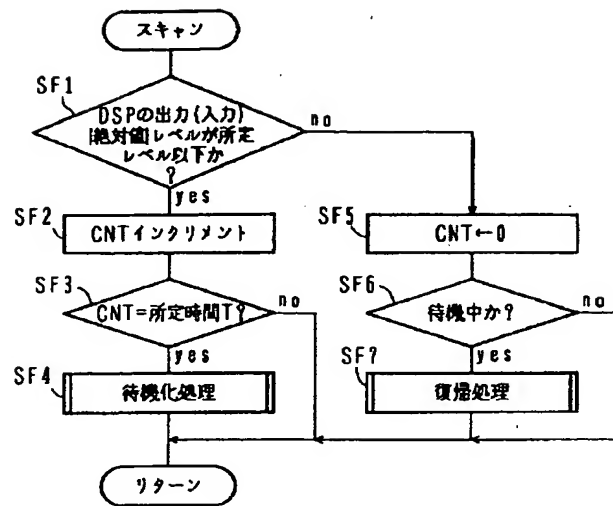 スキャン
SF1
DSPの出力(入力)
|絶対値|レベルが所定
レベル以下か
?
no
yes
SF2
CNTインクリメント
SF5
CNT←0
SF3
CNT=所定時間T?
no
yes
SF6
待機中か?
no
yes
SF4
待機化処理
SF7
復帰処理
リターン